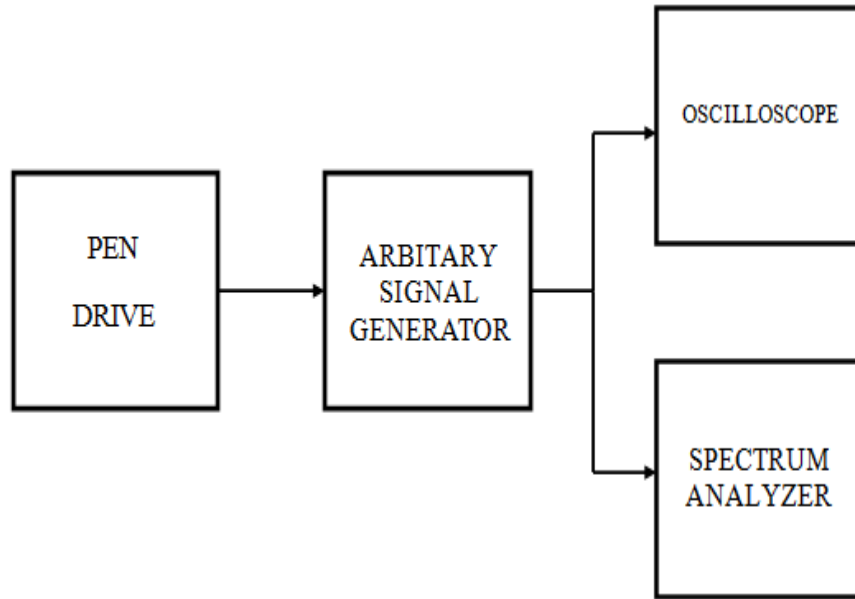 PEN
DRIVE
ARBITARY
SIGNAL
GENERATOR
OSCILLOSCOPE
SPECTRUM
ANALYZER